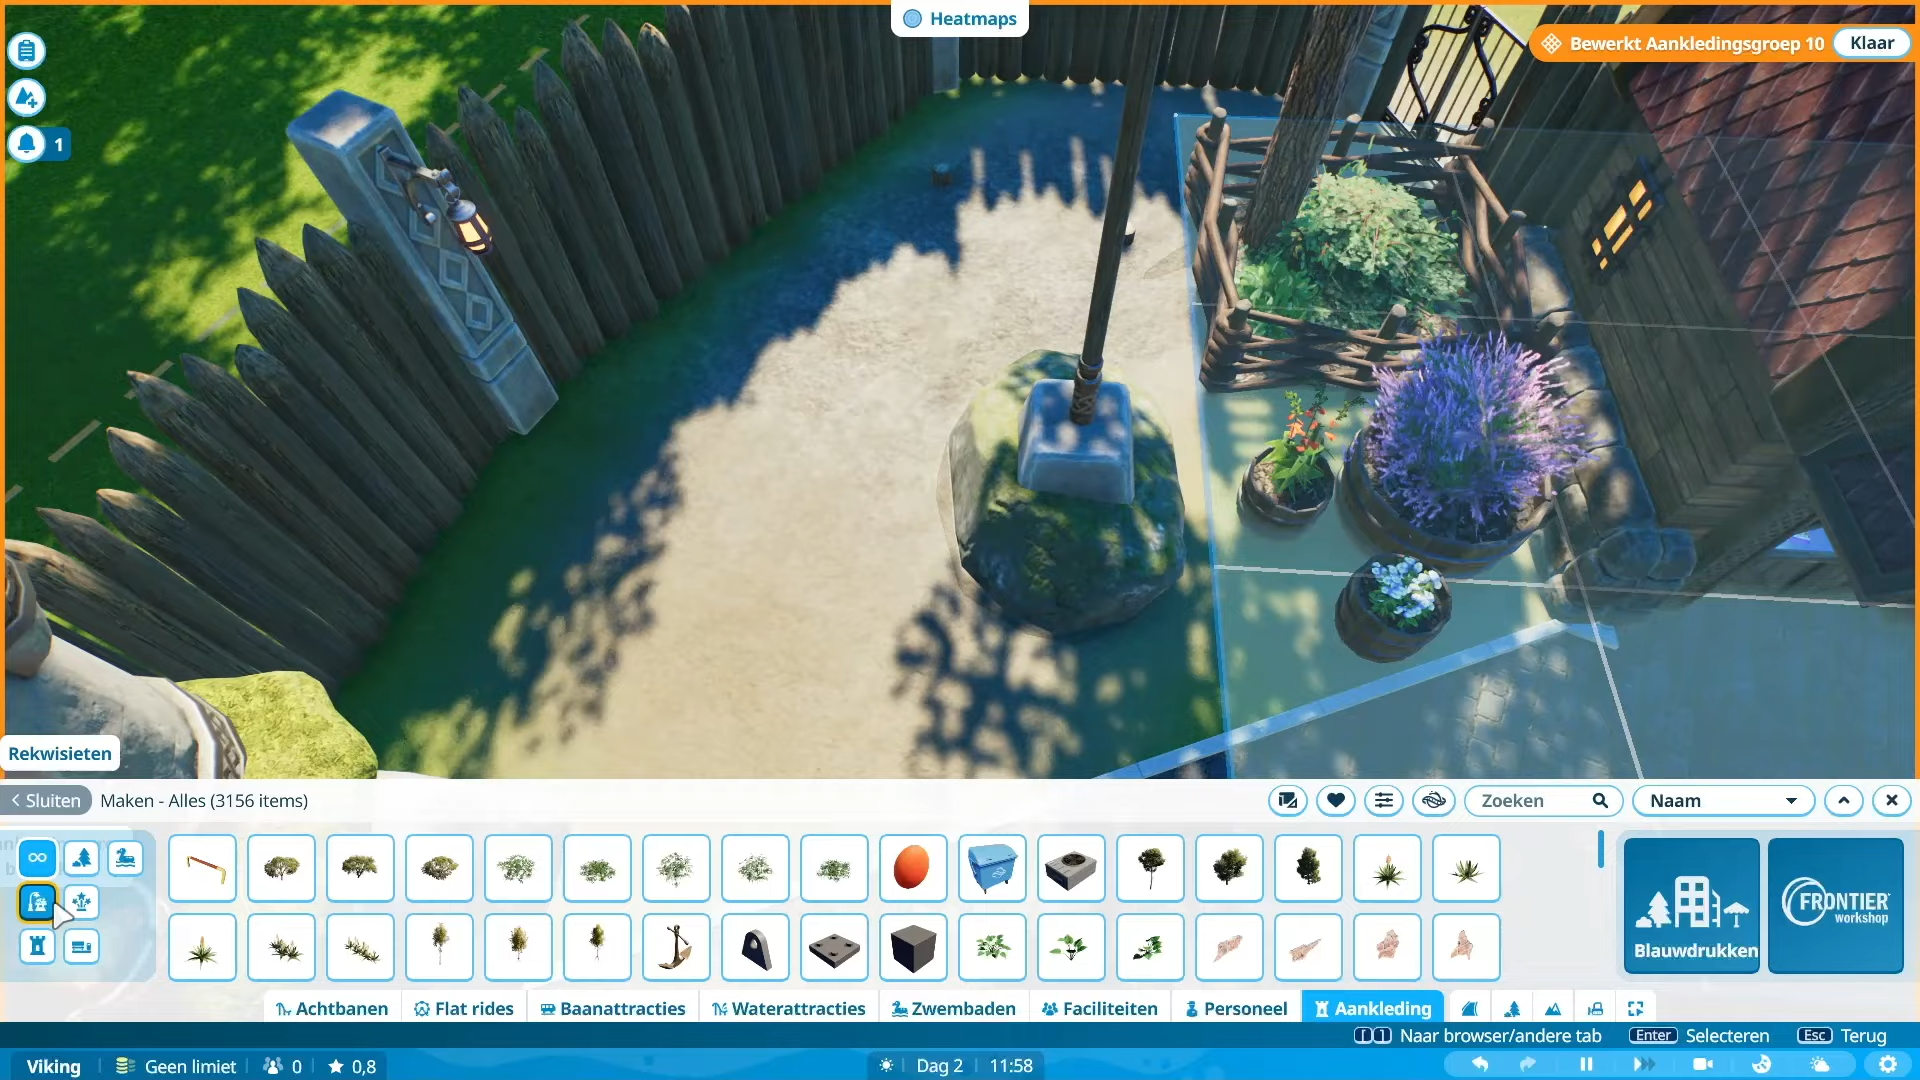 Heatmaps
Bewerkt Aankledingsgroep 10
Klaar
1
Rekwisieten
Sluiten
Maken - Alles (3156 items)
Zoeken
Naam
Blauwdrukken
FRONTIER
workshop
Achtbanen
Flat rides
Baanattracties
Waterattracties
Zwembaden
Faciliteiten
Personeel
Aankleding
[ ] Naar browser/andere tab
Enter Selecteren
Esc Terug
Viking
Geen limiet
0
0,8
Dag 2
11:58